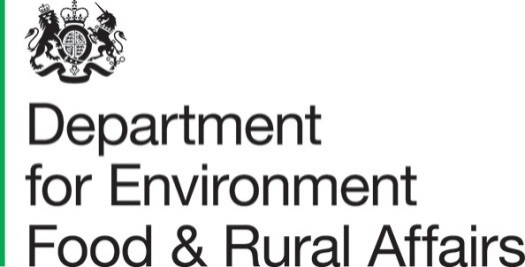 Department
for Environment
Food & Rural Affairs